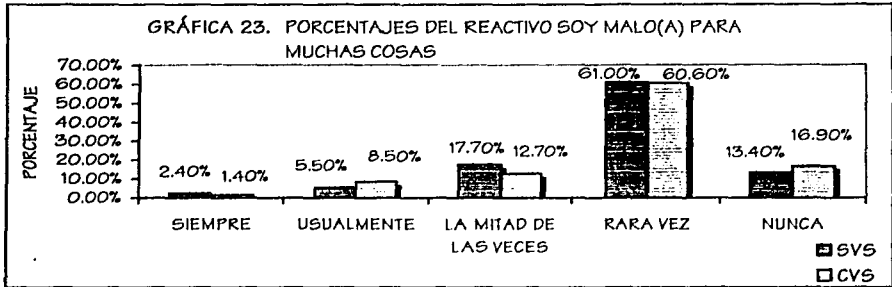 GRÁFICA 23. PORCENTAJES DEL REACTIVO SOY MALO(A) PARA
MUCHAS COSAS
PORCENTAJE
70.00%
60.00%
50.00%
40.00%
30.00%
20.00%
10.00%
0.00%
2.40% 1.40%
5.50% 8.50%
17.70% 12.70%
61.00% 60.60%
13.40% 16.90%
SIEMPRE USUALMENTE LA MITAD DE RARA VEZ NUNCA
LAS VECES
SVS
CVS